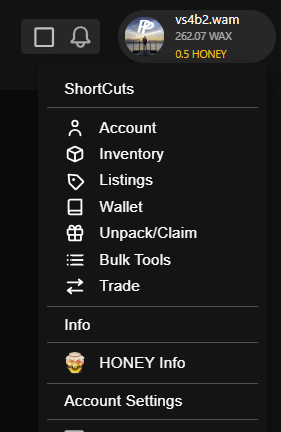 vs4b2.wam
262.07 WAX
0.5 HONEY
ShortCuts
Account
Inventory
Listings
Wallet
Unpack/Claim
Bulk Tools
Trade
Info
HONEY Info
Account Settings